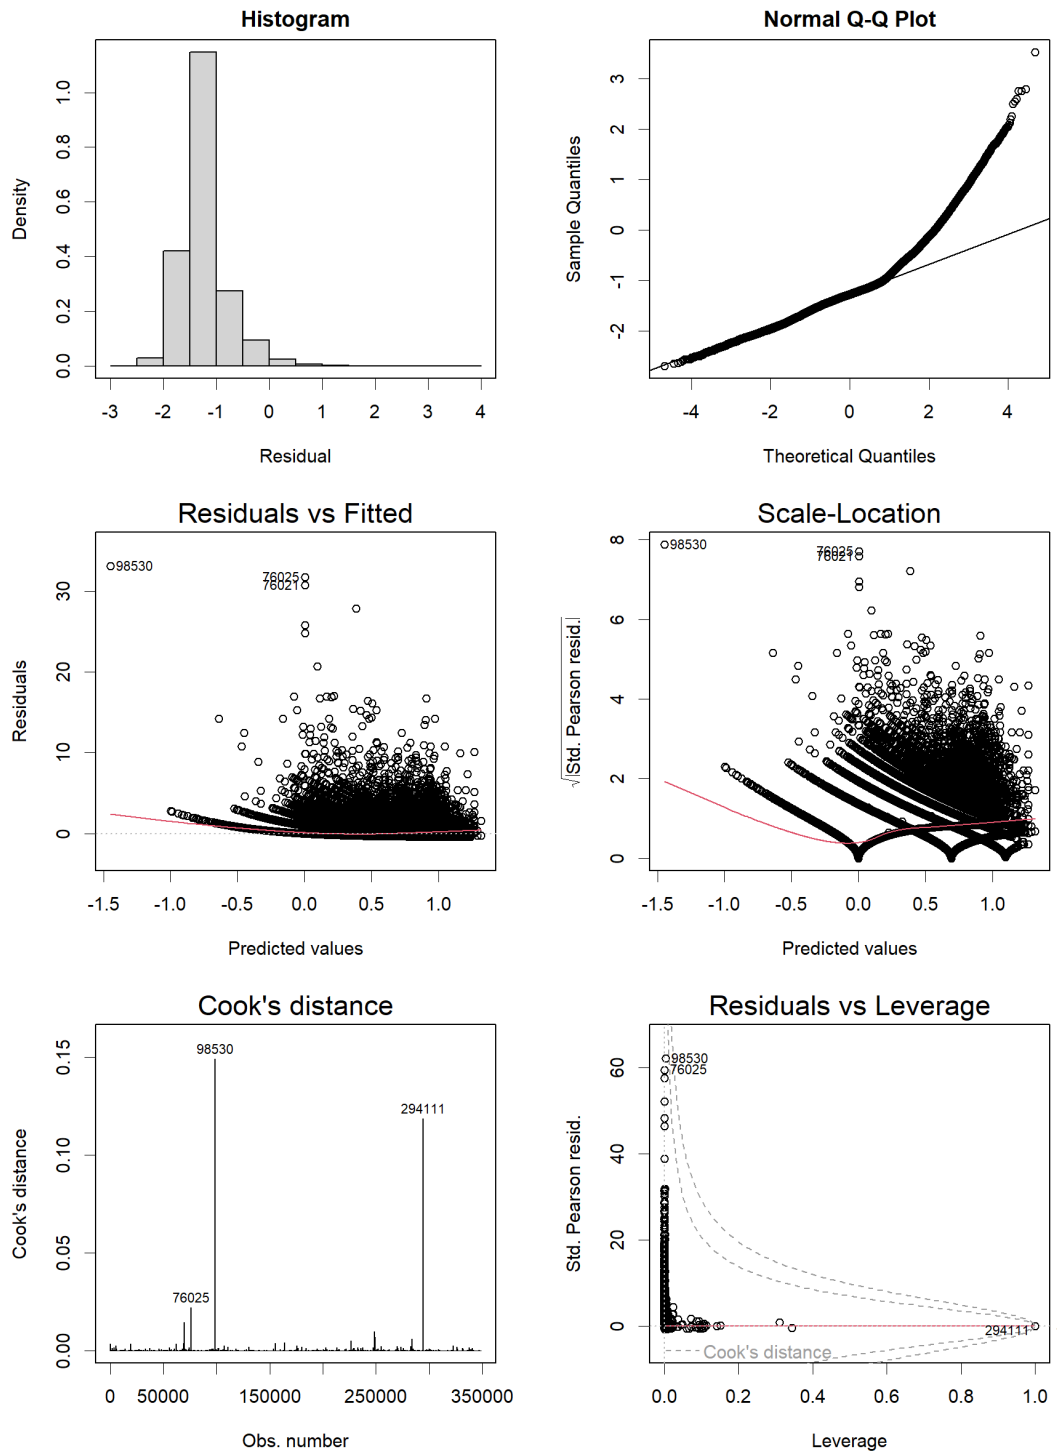 Histogram
Density
0.0 0.2 0.4 0.6 0.8 1.0
-3 -2 -1 0 1 2 3 4
Residual
Normal Q-Q Plot
Sample Quantiles
-2 -1 0 1 2 3
-4 -2 0 2 4
Theoretical Quantiles
Residuals vs Fitted
Residuals
0 10 20 30
98530
76025
76021
-1.5 -1.0 -0.5 0.0 0.5 1.0
Predicted values
Scale-Location
√|Std. Pearson resid.|
0 2 4 6 8
98530
76025
76021
-1.5 -1.0 -0.5 0.0 0.5 1.0
Predicted values
Cook's distance
Cook's distance
0.00 0.05 0.10 0.15
98530
294111
76025
0 50000 150000 250000 350000
Obs. number
Residuals vs Leverage
Std. Pearson resid.
0 20 40 60
98530
76025
294111
Cook's distance
0.0 0.2 0.4 0.6 0.8 1.0
Leverage